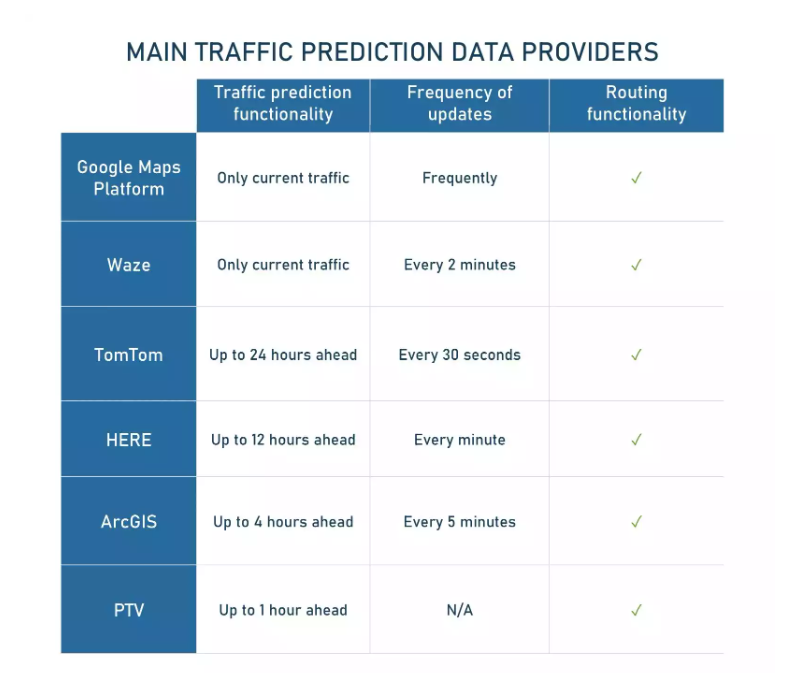 MAIN TRAFFIC PREDICTION DATA PROVIDERS
Traffic prediction
functionality
Frequency of
updates
Routing
functionality
Google Maps
Platform
Only current traffic
Frequently
✓
Waze
Only current traffic
Every 2 minutes
✓
TomTom
Up to 24 hours ahead
Every 30 seconds
✓
HERE
Up to 12 hours ahead
Every minute
✓
ArcGIS
Up to 4 hours ahead
Every 5 minutes
✓
PTV
Up to 1 hour ahead
N/A
✓